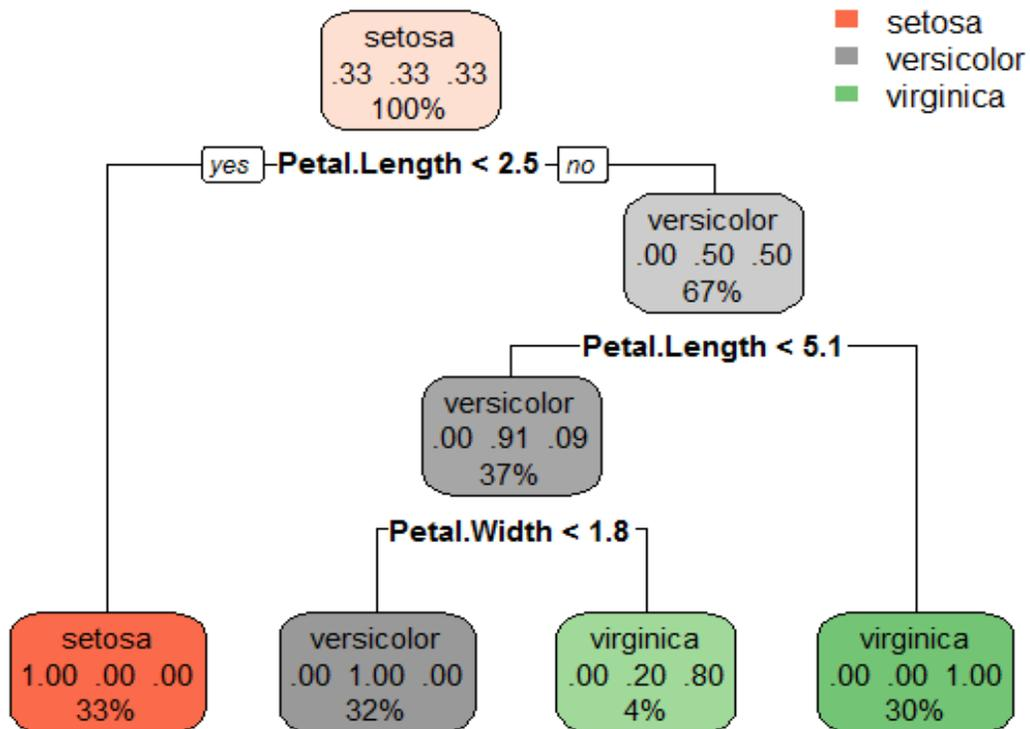 setosa
.33 .33 .33
100%
setosa
versicolor
virginica
yes Petal.Length < 2.5 no
versicolor
.00 .50 .50
67%
Petal.Length < 5.1
versicolor
.00 .91 .09
37%
Petal.Width < 1.8
setosa
1.00 .00 .00
33%
versicolor
.00 1.00 .00
32%
virginica
.00 .20 .80
4%
virginica
.00 .00 1.00
30%